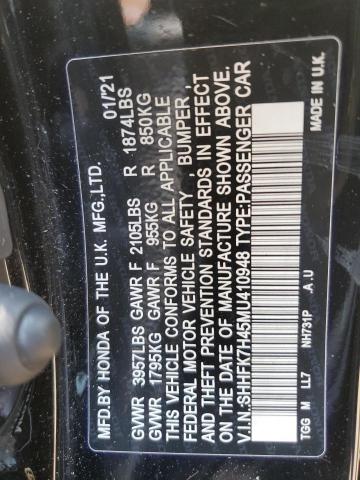 MFD.BY HONDA OF THE U.K. MFG.,LTD. 01/'21
GVWR 3957LBS GAWR F 2105LBS R 1874LBS
GVWR 1795KG GAWR F 955KG R 850KG
THIS VEHICLE CONFORMS TO ALL APPLICABLE
FEDERAL MOTOR VEHICLE SAFETY , BUMPER ,
AND THEFT PREVENTION STANDARDS IN EFFECT
ON THE DATE OF MANUFACTURE SHOWN ABOVE.
V.I.N.:SHHFK7H45MU410948 TYPE:PASSENGER CAR
TGG M LL7 NH731P .A.U MADE IN U.K.